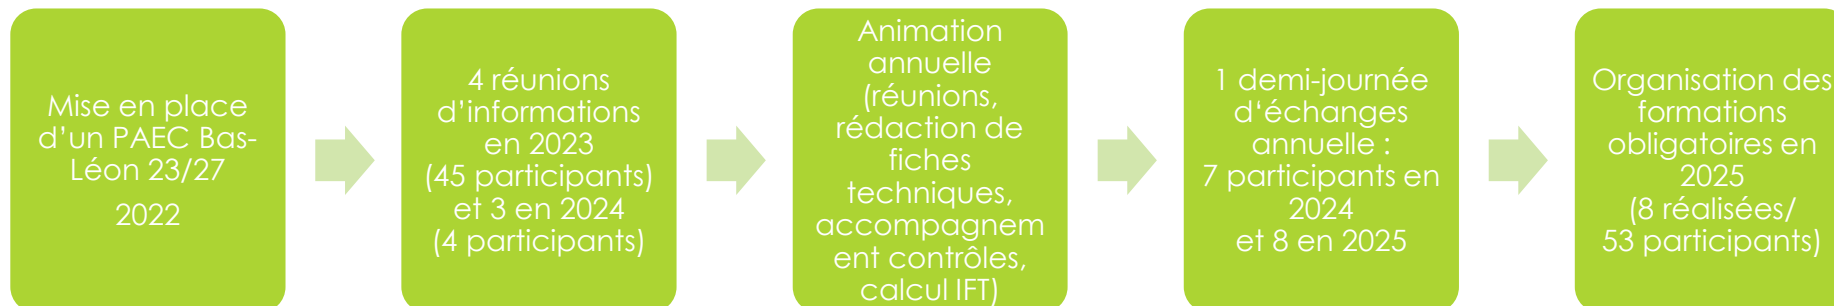 Mise en place
d'un PAEC Bas-
Léon 23/27
2022
4 réunions
d'informations
en 2023
(45 participants)
et 3 en 2024
(4 participants)
Animation
annuelle
(réunions,
rédaction de
fiches
techniques,
accompagnem
ent contrôles,
calcul IFT)
1 demi-journée
d'échanges
annuelle :
7 participants en
2024
et 8 en 2025
Organisation des
formations
obligatoires en
2025
(8 réalisées/
53 participants)